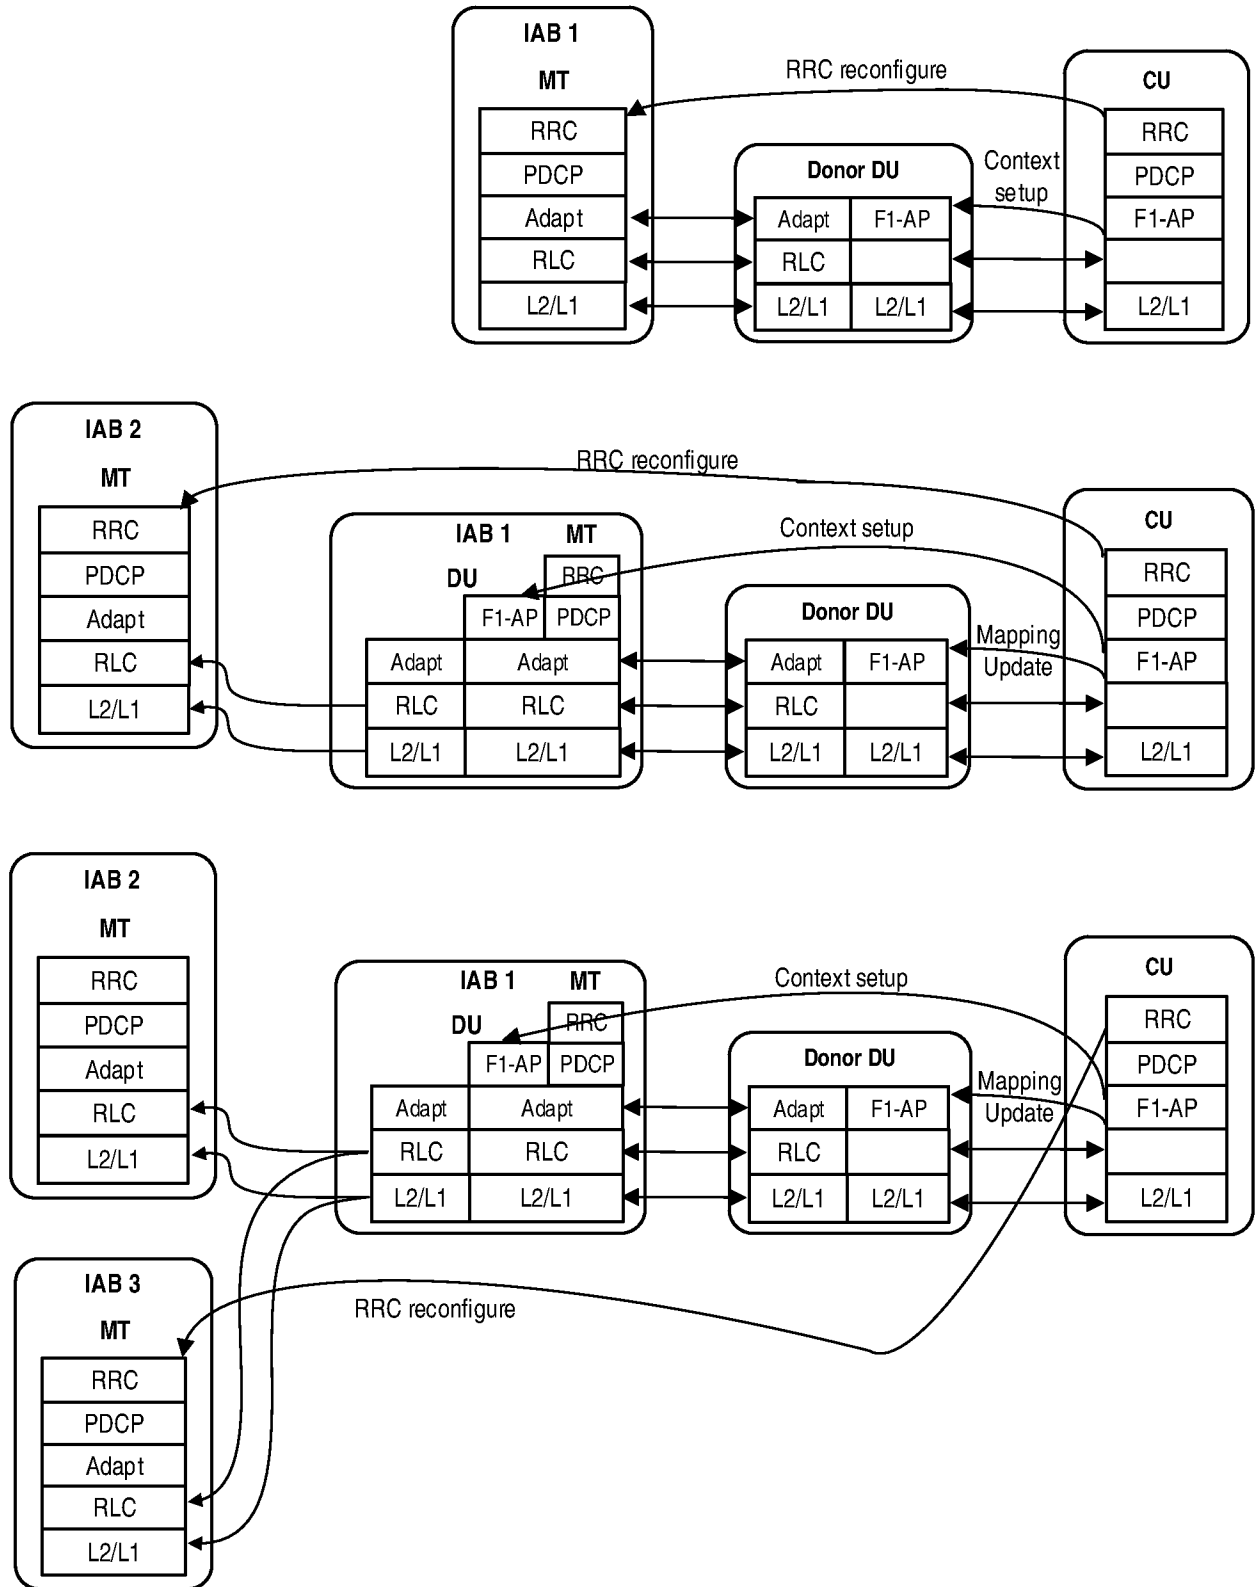 IAB 1
MT
RRC
PDCP
Adapt
RLC
L2/L1
RRC reconfigure
Donor DU
Adapt F1-AP
RLC
L2/L1 L2/L1
Context
setup
CU
RRC
PDCP
F1-AP
L2/L1
IAB 2
MT
RRC
PDCP
Adapt
RLC
L2/L1
RRC reconfigure
IAB 1 MT
DU RRC
F1-AP PDCP
Adapt Adapt
RLC RLC
L2/L1 L2/L1
Context setup
Donor DU
Adapt F1-AP
RLC
L2/L1 L2/L1
Mapping
Update
CU
RRC
PDCP
F1-AP
L2/L1
IAB 2
MT
RRC
PDCP
Adapt
RLC
L2/L1
IAB 1 MT
DU RRC
F1-AP PDCP
Adapt Adapt
RLC RLC
L2/L1 L2/L1
Context setup
Donor DU
Adapt F1-AP
RLC
L2/L1 L2/L1
Mapping
Update
CU
RRC
PDCP
F1-AP
L2/L1
IAB 3
MT
RRC
PDCP
Adapt
RLC
L2/L1
RRC reconfigure